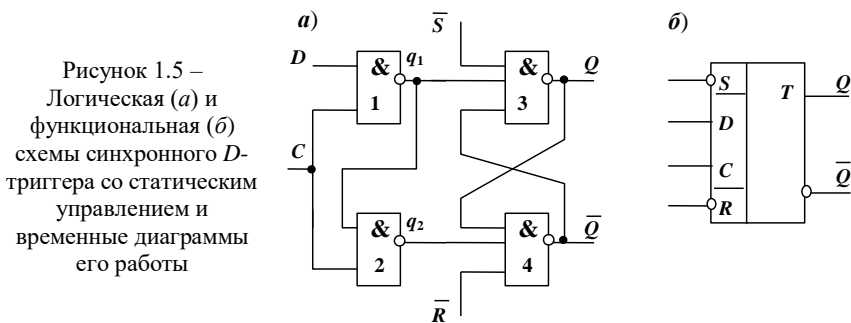 Рисунок 1.5 –
Логическая (а) и
функциональная (б)
схемы синхронного D-
триггера со статическим
управлением и
временные диаграммы
его работы
а)
S̅
D
&
1
q₁
&
3
Q
C
&
2
q₂
&
4
Q̅
R̅
б)
S
D
C
R
T
Q
Q̅